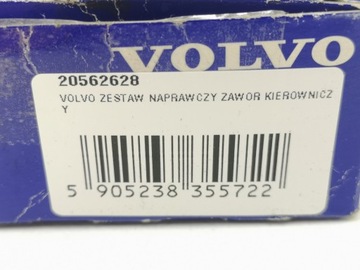 VOLVO
20562628
VOLVO ZESTAW NAPRAWCZY ZAWOR KIEROWNICZ
Y
5 905238 355722